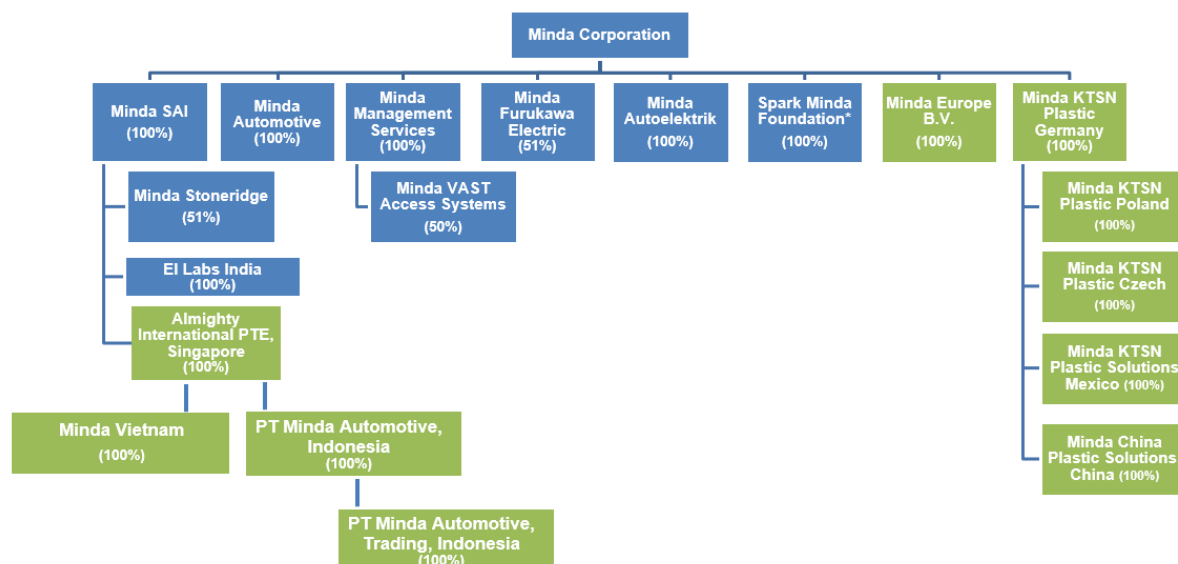 Minda Corporation
Minda SAI
(100%)
Minda
Automotive
(100%)
Minda
Management
Services
(100%)
Minda
Furukawa
Electric
(51%)
Minda
Autoelektrik
(100%)
Spark Minda
Foundation*
(100%)
Minda Europe
B.V.
(100%)
Minda KTSN
Plastic
Germany
(100%)
Minda Stoneridge
(51%)
Minda VAST
Access Systems
(50%)
Minda KTSN
Plastic Poland
(100%)
EI Labs India
(100%)
Minda KTSN
Plastic Czech
(100%)
Almighty
International PTE,
Singapore
(100%)
Minda KTSN
Plastic Solutions
Mexico (100%)
Minda Vietnam
(100%)
PT Minda Automotive,
Indonesia
(100%)
Minda China
Plastic Solutions,
China (100%)
PT Minda Automotive,
Trading, Indonesia
(100%)